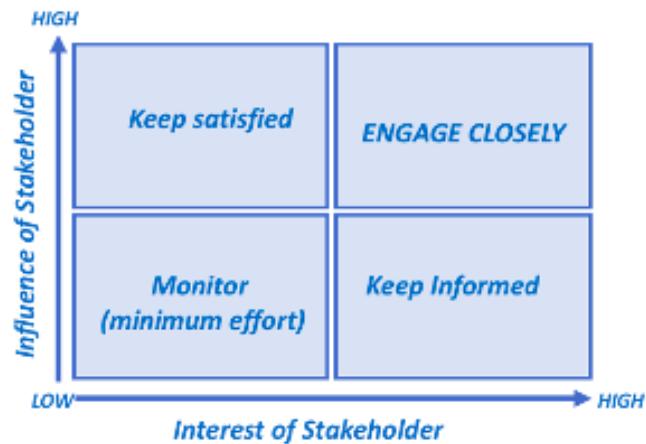 HIGH
Influence of Stakeholder
Keep satisfied
ENGAGE CLOSELY
Monitor
(minimum effort)
Keep Informed
LOW
HIGH
Interest of Stakeholder